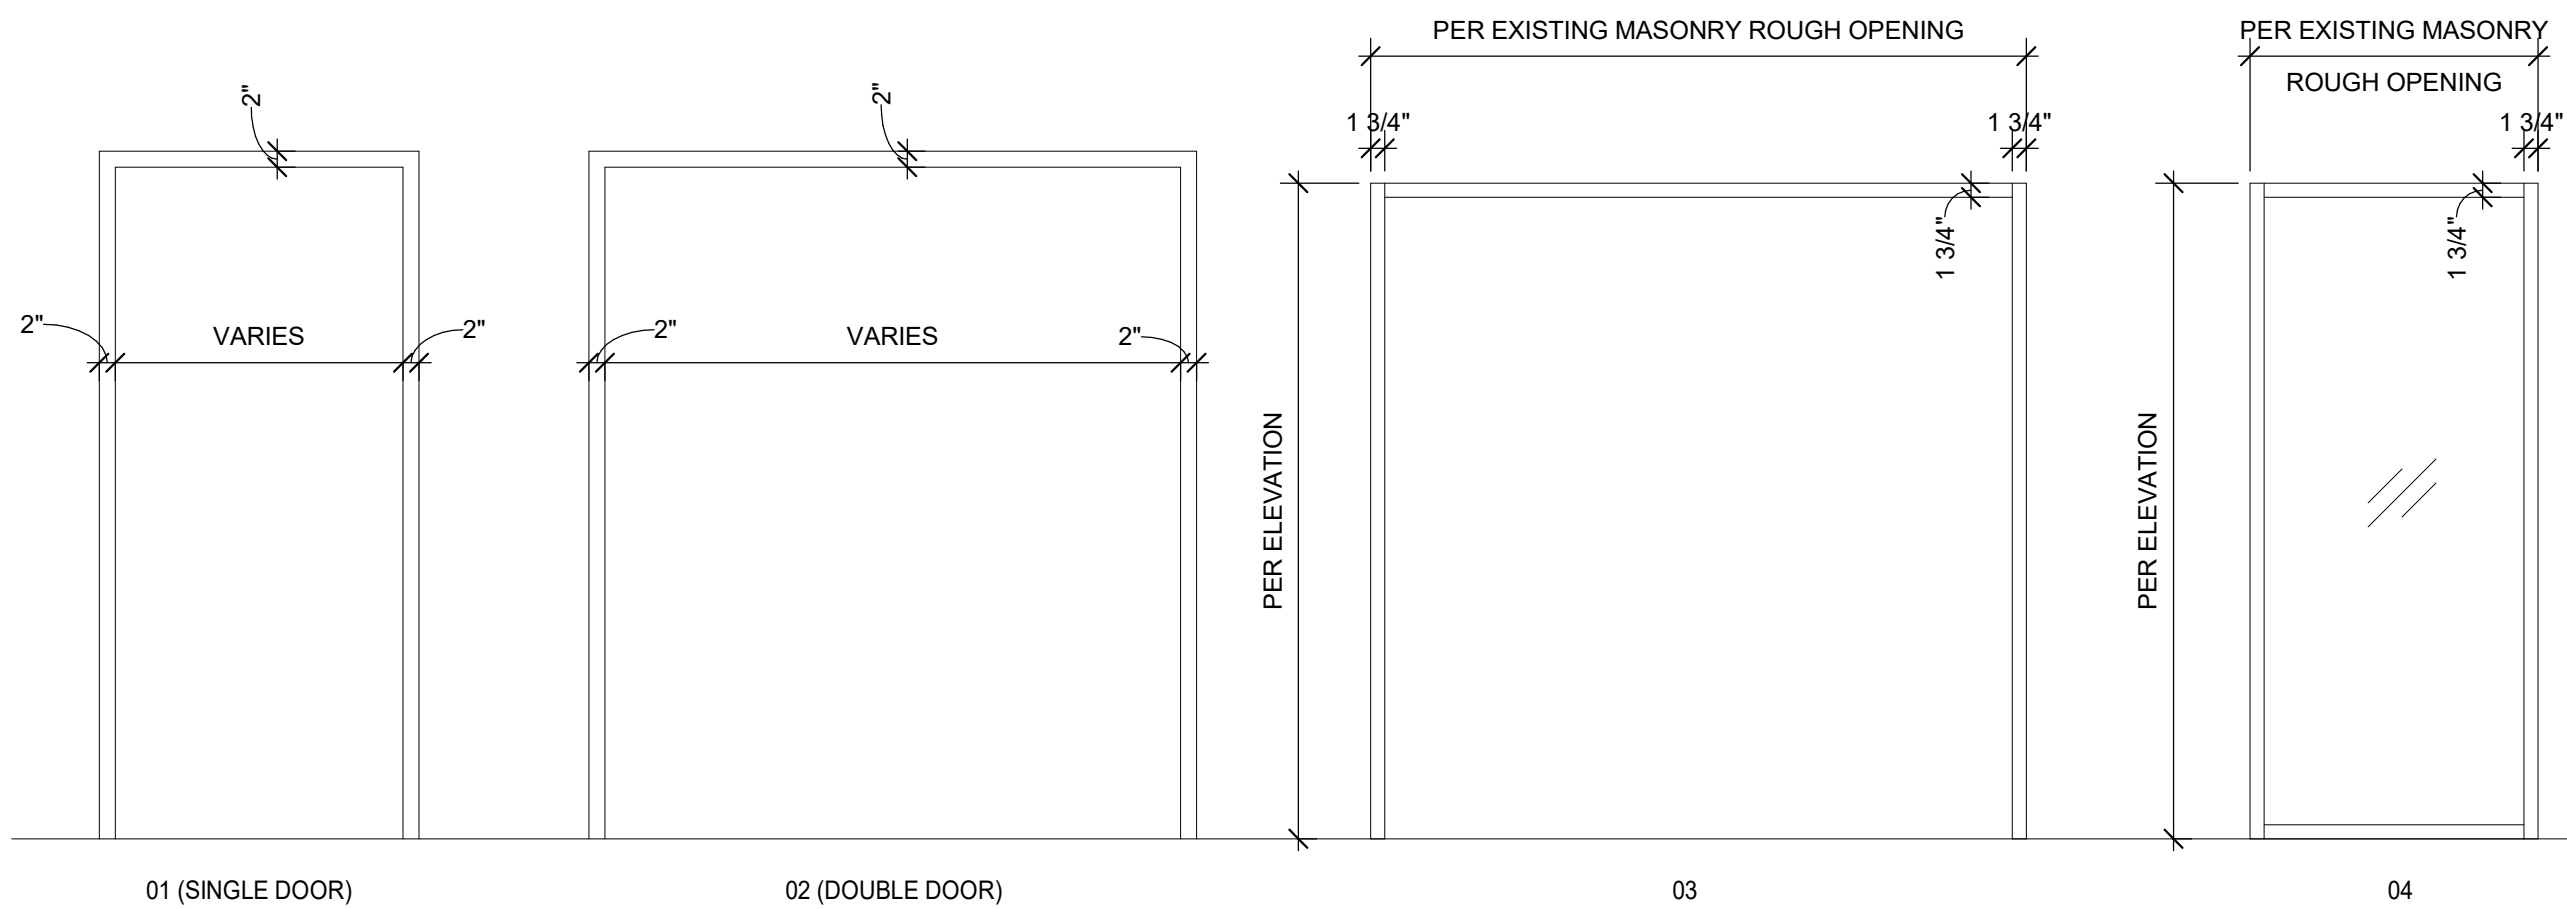 PER EXISTING MASONRY ROUGH OPENING
PER EXISTING MASONRY
ROUGH OPENING
2"
2"
1 3/4"
1 3/4"
1 3/4"
1 3/4"
1 3/4"
2"
VARIES
2"
2"
VARIES
2"
PER ELEVATION
PER ELEVATION
01 (SINGLE DOOR)
02 (DOUBLE DOOR)
03
04